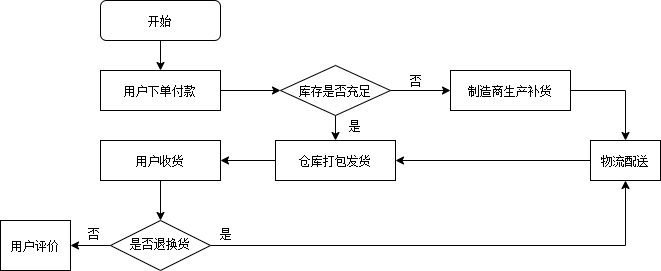 开始
用户下单付款
库存是否充足
否
制造商生产补货
是
用户收货
仓库打包发货
物流配送
用户评价
否
是否退换货
是